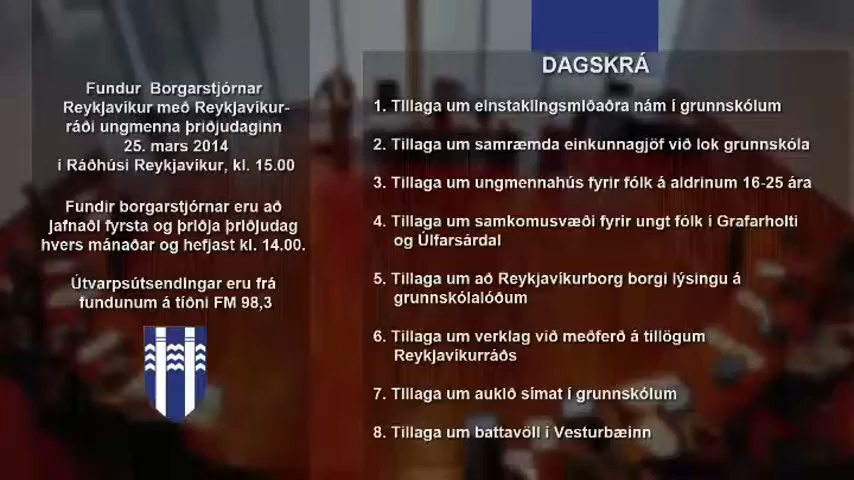 Fundur Borgarstjórnar
Reykjavíkur með Reykjavíkur-
ráði ungmenna þriðjudaginn
25. mars 2014
í Ráðhúsi Reykjavíkur, kl. 15.00
Fundir borgarstjórnar eru að
jafnaði fyrsta og þriðja þriðjudag
hvers mánaðar og hefjast kl. 14.00.
Útvarpsútsendingar eru frá
fundunum á tíðni FM 98,3
DAGSKRÁ
1. Tillaga um einstaklingsmiðaðra nám í grunnskólum
2. Tillaga um samræmda einkunnagjöf við lok grunnskóla
3. Tillaga um ungmennahús fyrir fólk á aldrinum 16-25 ára
4. Tillaga um samkomusvæði fyrir ungt fólk í Grafarholti
og Úlfarsárdal
5. Tillaga um að Reykjavíkurborg borgi lýsingu á
grunnskólalóðum
6. Tillaga um verklag við meðferð á tillögum
Reykjavíkurráðs
7. Tillaga um aukið símat í grunnskólum
8. Tillaga um battavöll í Vesturbæinn